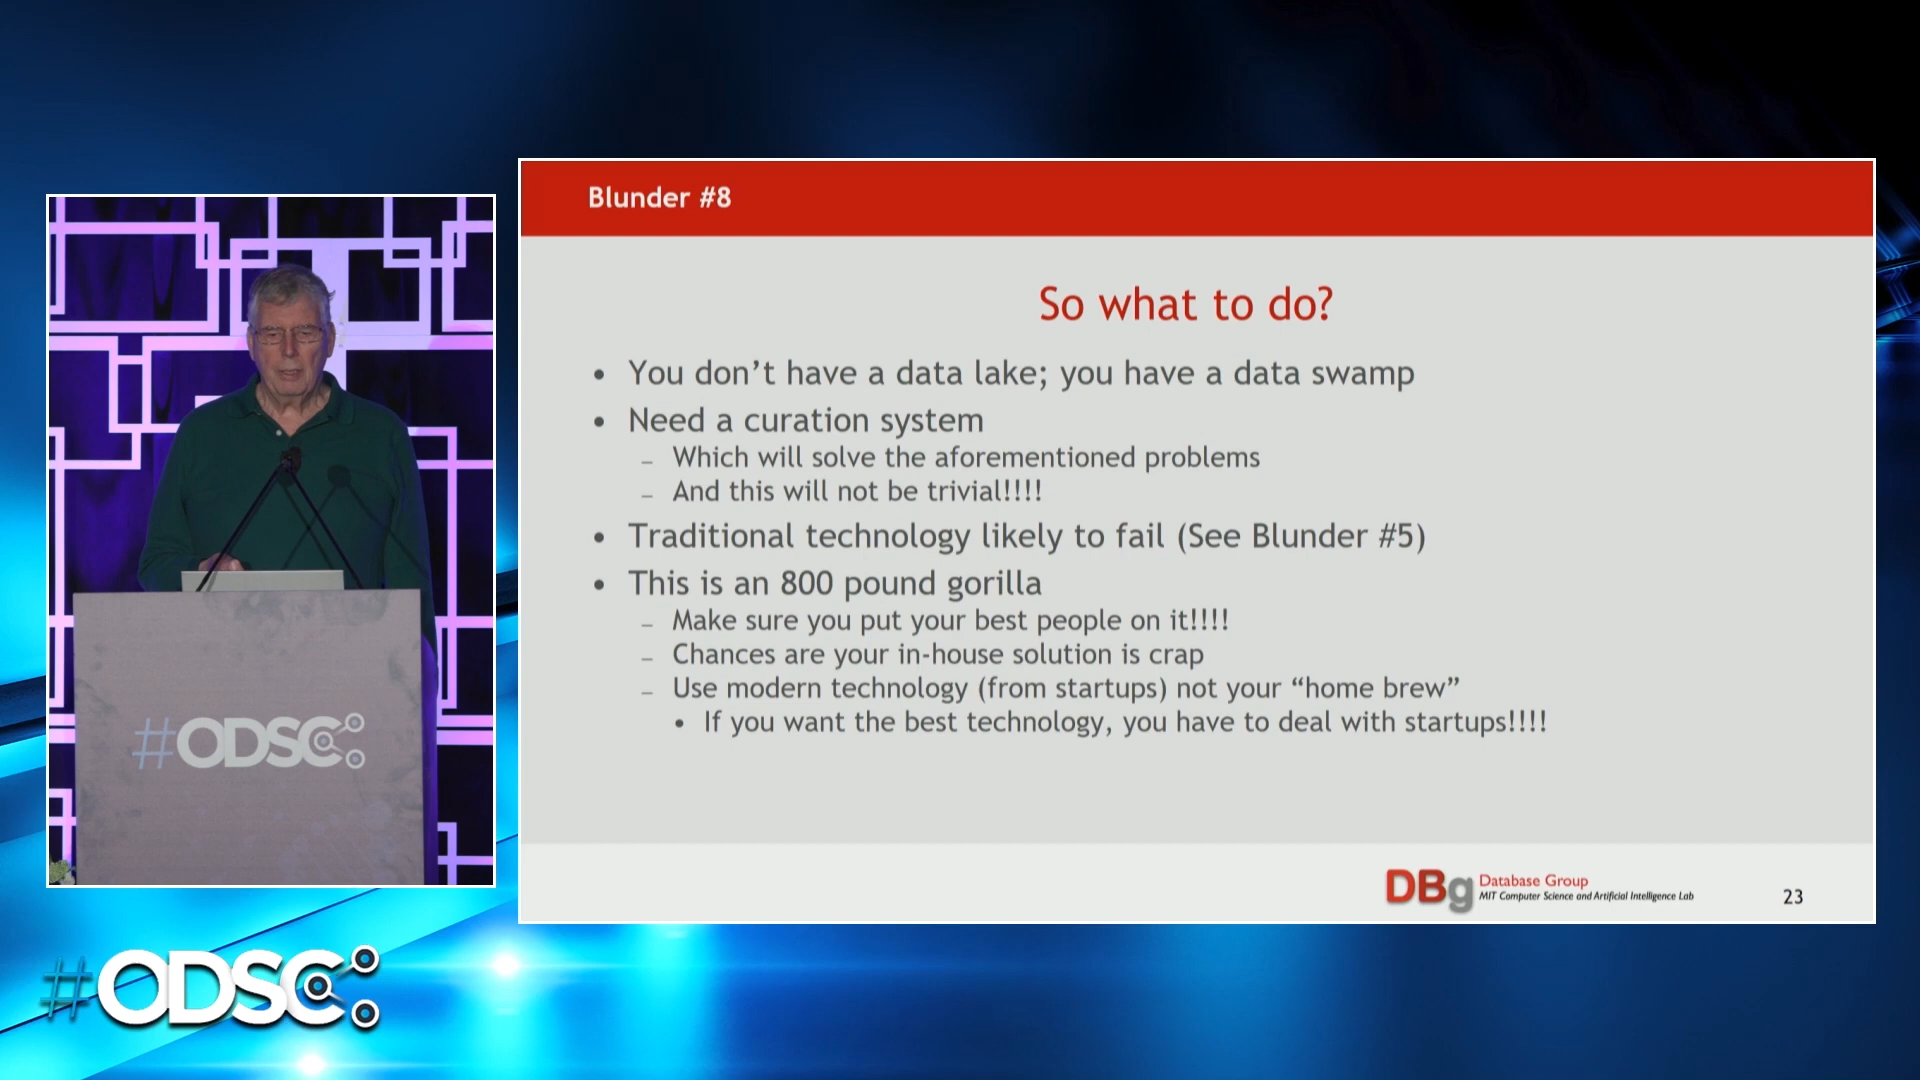 Blunder #8
So what to do?
• You don’t have a data lake; you have a data swamp
• Need a curation system
– Which will solve the aforementioned problems
– And this will not be trivial!!!!
• Traditional technology likely to fail (See Blunder #5)
• This is an 800 pound gorilla
– Make sure you put your best people on it!!!!
– Chances are your in-house solution is crap
– Use modern technology (from startups) not your “home brew”
• If you want the best technology, you have to deal with startups!!!!
DBg Database Group
MIT Computer Science and Artificial Intelligence Lab
23
#ODSC
#ODSC